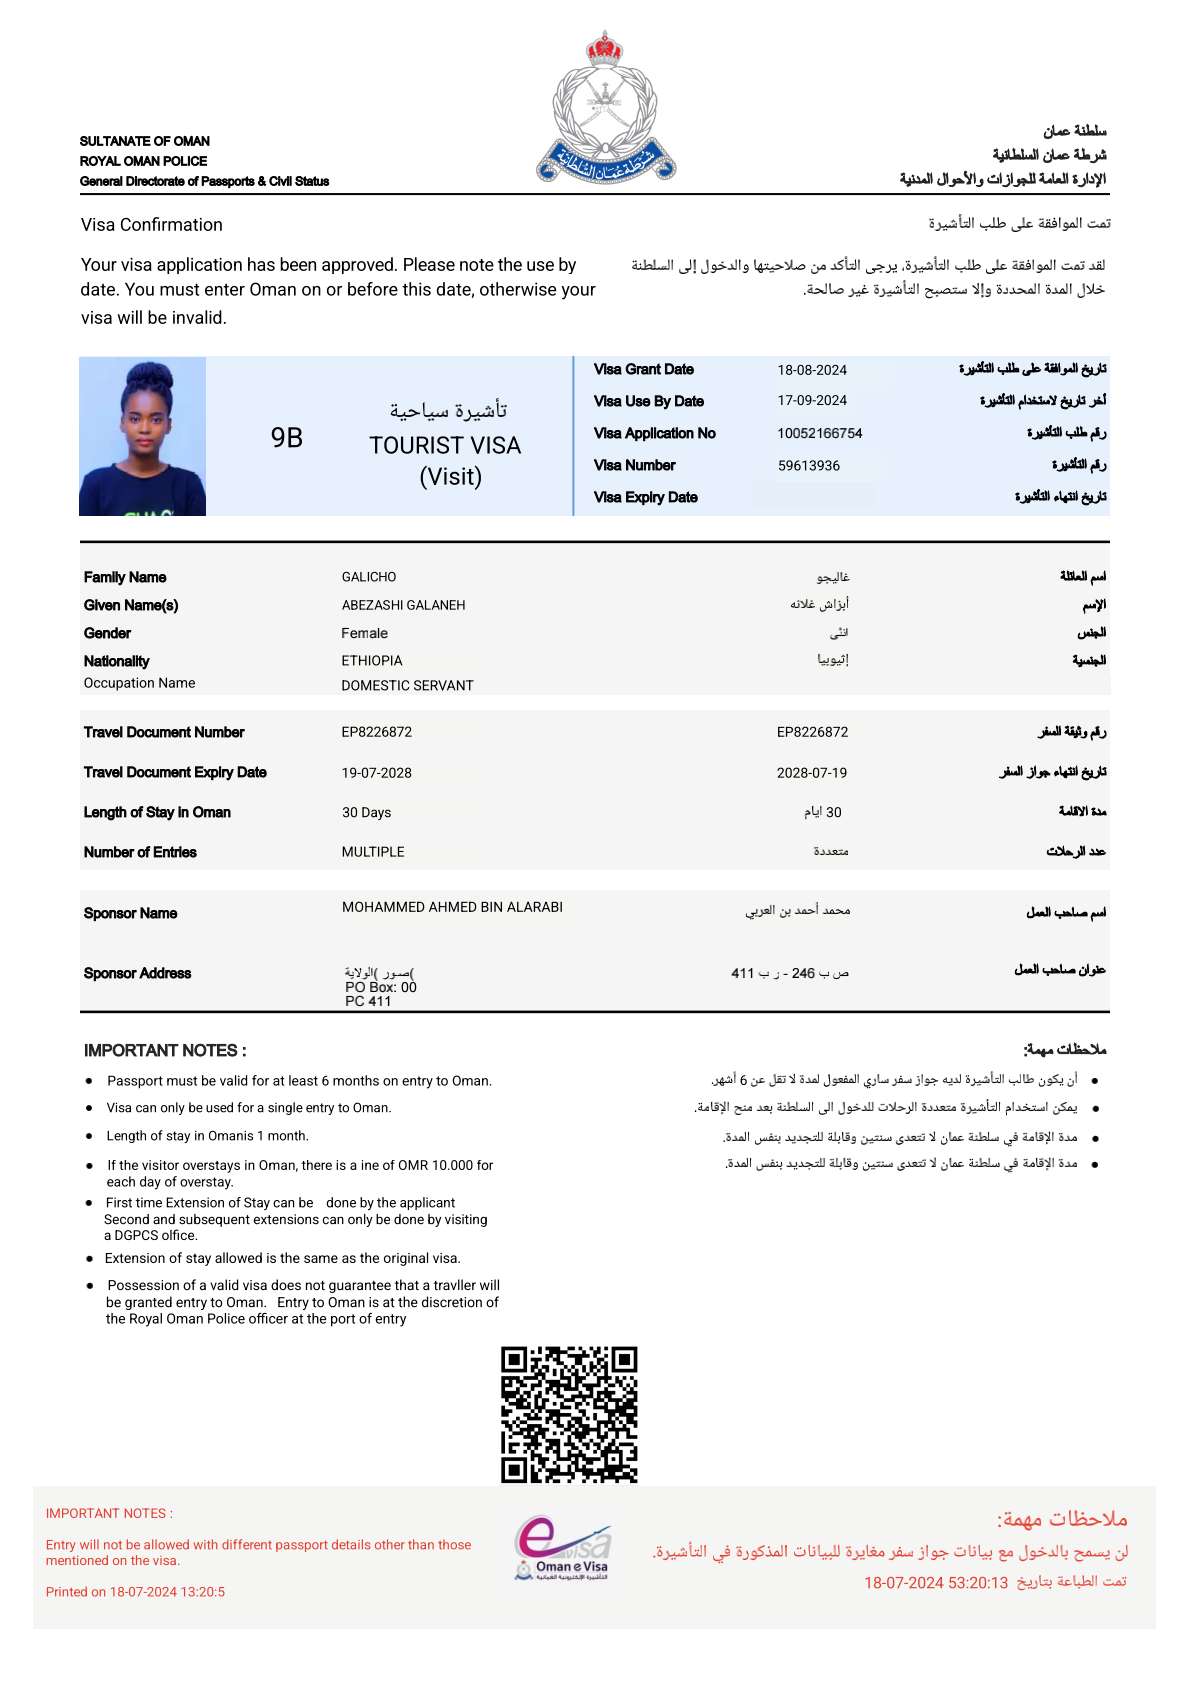 SULTANATE OF OMAN
ROYAL OMAN POLICE
General Directorate of Passports & Civil Status
سلطنة عمان
شرطة عمان السلطانية
الإدارة العامة للجوازات والأحوال المدنية
شرطة عمان السلطانية
Visa Confirmation
تمت الموافقة على طلب التأشيرة
Your visa application has been approved. Please note the use by
date. You must enter Oman on or before this date, otherwise your
visa will be invalid.
لقد تمت الموافقة على طلب التأشيرة، يرجى التأكد من صلاحيتها والدخول إلى السلطنة
خلال المدة المحددة وإلا ستصبح التأشيرة غير صالحة.
9B
تأشيرة سياحية
TOURIST VISA
(Visit)
Visa Grant Date 18-08-2024 تاريخ الموافقة على طلب التأشيرة
Visa Use By Date 17-09-2024 أخر تاريخ لاستخدام التأشيرة
Visa Application No 10052166754 رقم طلب التأشيرة
Visa Number 59613936 رقم التأشيرة
Visa Expiry Date تاريخ انتهاء التأشيرة
Family Name GALICHO غاليجو اسم العائلة
Given Name(s) ABEZASHI GALANEH أبزاش غلانه الإسم
Gender Female انثى الجنس
Nationality ETHIOPIA إثيوبيا الجنسية
Occupation Name DOMESTIC SERVANT
Travel Document Number EP8226872 EP8226872 رقم وثيقة السفر
Travel Document Expiry Date 19-07-2028 2028-07-19 تاريخ انتهاء جواز السفر
Length of Stay in Oman 30 Days 30 ايام مدة الاقامة
Number of Entries MULTIPLE متعددة عدد الرحلات
Sponsor Name MOHAMMED AHMED BIN ALARABI محمد أحمد بن العربي اسم صاحب العمل
Sponsor Address )صور )الولاية ص ب 246 - ر ب 411 عنوان صاحب العمل
PO Box: 00
PC 411
IMPORTANT NOTES :
● Passport must be valid for at least 6 months on entry to Oman.
● Visa can only be used for a single entry to Oman.
● Length of stay in Omanis 1 month.
● If the visitor overstays in Oman, there is a ine of OMR 10.000 for
each day of overstay.
● First time Extension of Stay can be done by the applicant
Second and subsequent extensions can only be done by visiting
a DGPCS olfice.
● Extension of stay allowed is the same as the original visa.
● Possession of a valid visa does not guarantee that a travller will
be granted entry to Oman. Entry to Oman is at the discretion of
the Royal Oman Police officer at the port of entry
ملاحظات مهمة:
● أن يكون طالب التأشيرة لديه جواز سفر ساري المفعول لمدة لا تقل عن 6 أشهر.
● يمكن استخدام التأشيرة متعددة الرحلات للدخول الى السلطنة بعد منح الإقامة.
● مدة الإقامة في سلطنة عمان لا تتعدى سنتين وقابلة للتجديد بنفس المدة.
● مدة الإقامة في سلطنة عمان لا تتعدى سنتين وقابلة للتجديد بنفس المدة.
IMPORTANT NOTES :
Entry will not be allowed with different passport details other than those
mentioned on the visa.
Printed on 18-07-2024 13:20:5
evisa
Oman e Visa
التأشيرة الإلكترونية العمانية
ملاحظات مهمة:
لن يسمح بالدخول مع بيانات جواز سفر مغايرة للبيانات المذكورة في التأشيرة.
تمت الطباعة بتاريخ 18-07-2024 53:20:13